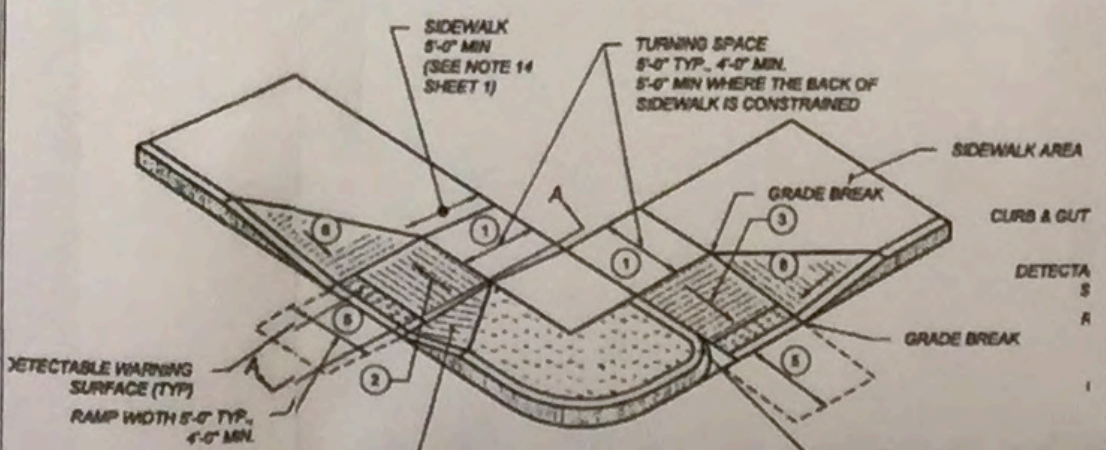 SIDEWALK
5'-0" MIN
(SEE NOTE 14
SHEET 1)
TURNING SPACE
5'-0" TYP., 4'-0" MIN.
5'-0" MIN WHERE THE BACK OF
SIDEWALK IS CONSTRAINED
SIDEWALK AREA
GRADE BREAK
CURB & GUT
DETECTA
S
R
GRADE BREAK
A
1
3
6
1
6
2
5
5
DETECTABLE WARNING
SURFACE (TYP)
A
RAMP WIDTH 5'-0" TYP.,
4'-0" MIN.